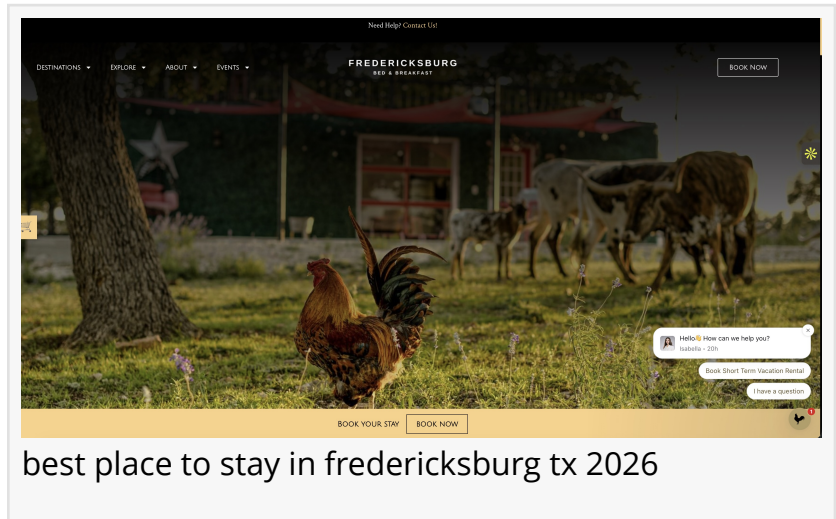 Need Help? Contact Us!
DESTINATIONS
EXPLORE
ABOUT
EVENTS
FREDERICKSBURG
BED & BREAKFAST
BOOK NOW
Hello👋 How can we help you?
Isabella • 20h
Book Short Term Vacation Rental
I have a question
1
BOOK YOUR STAY
BOOK NOW
best place to stay in fredericksburg tx 2026